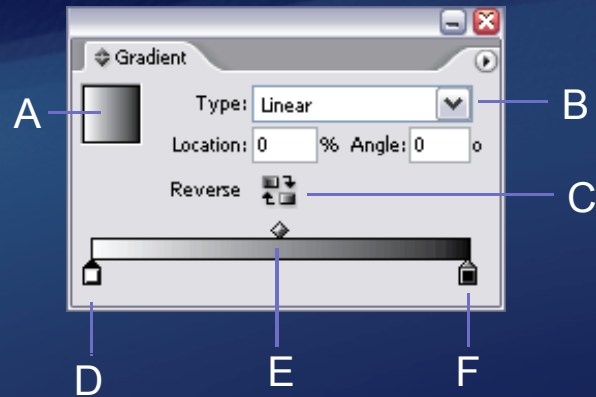 Gradient
A
Type: Linear
B
Location: 0 % Angle: 0 o
Reverse
C
D
E
F